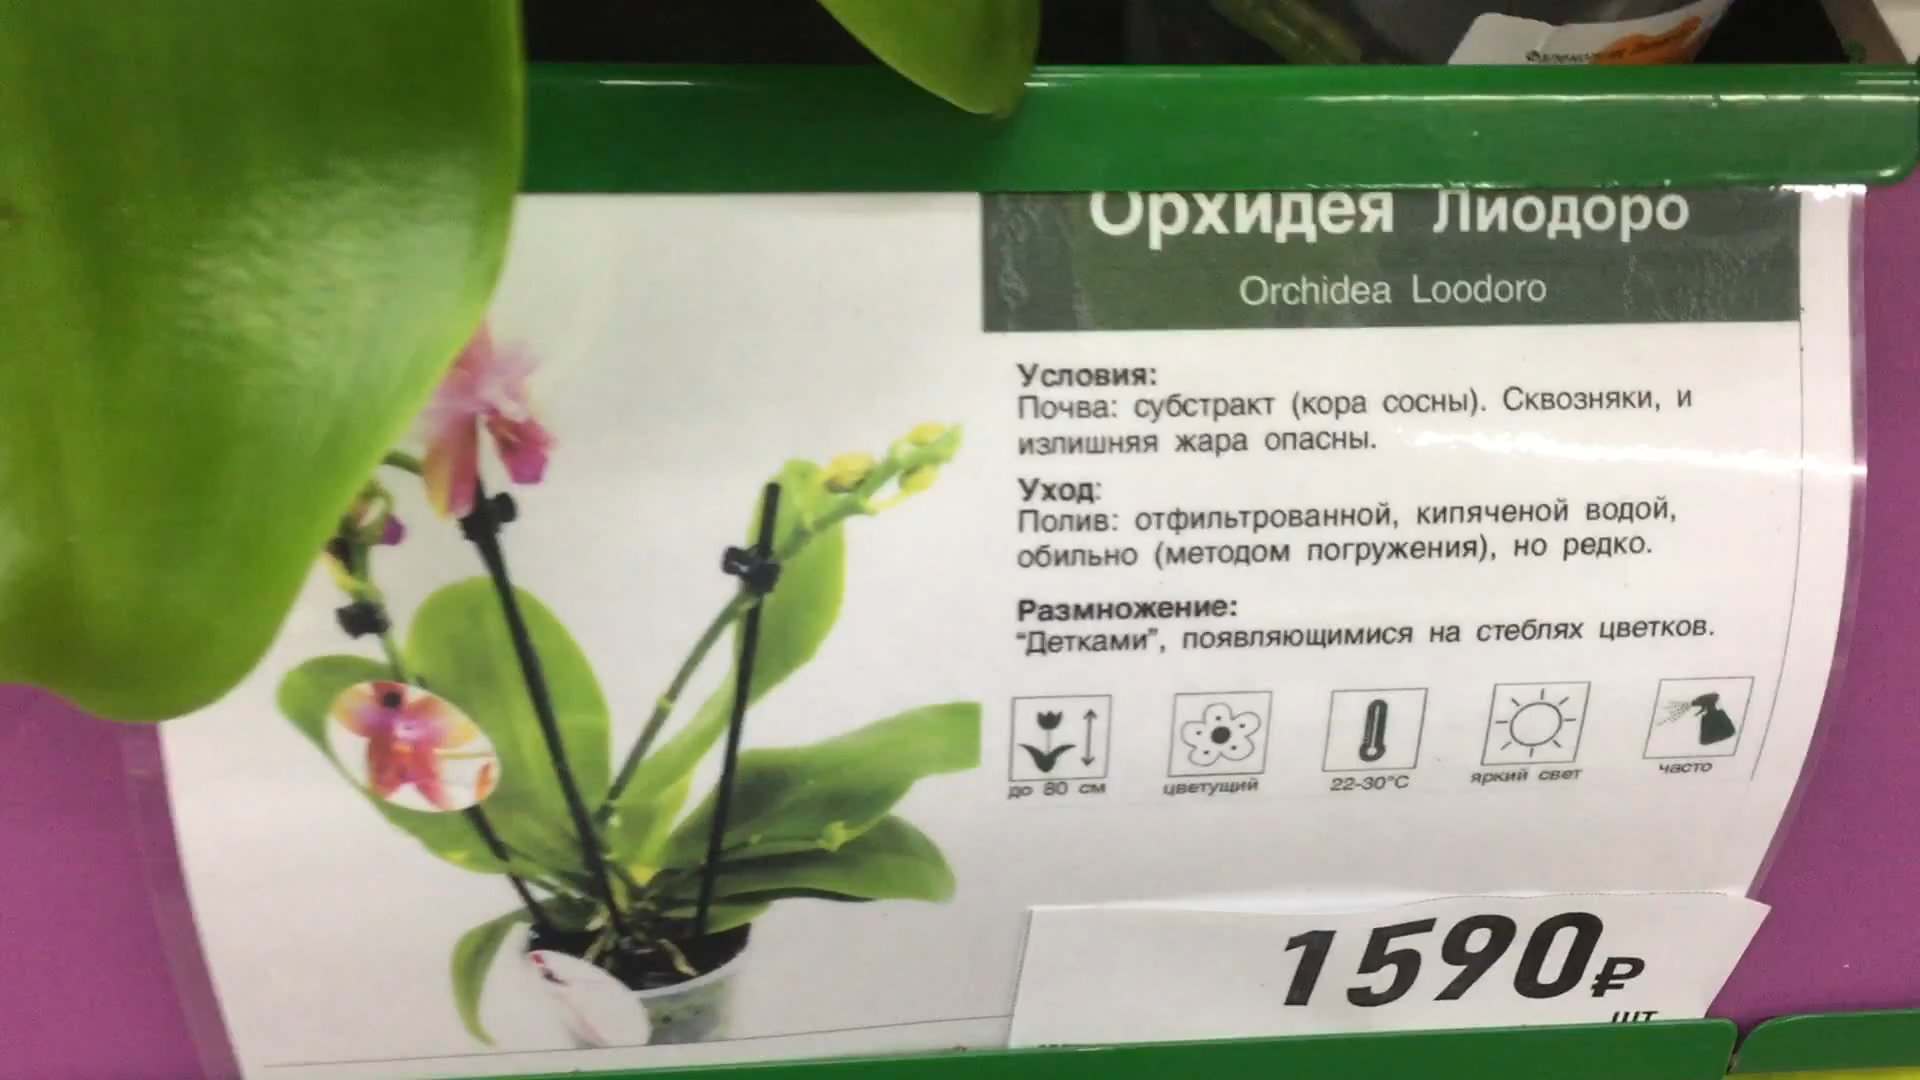 Орхидея Лиодоро
Orchidea Loodoro
Условия:
Почва: субстракт (кора сосны). Сквозняки, и
излишняя жара опасны.
Уход:
Полив: отфильтрованной, кипяченой водой,
обильно (методом погружения), но редко.
Размножение:
“Детками”, появляющимися на стеблях цветков.
до 80 см
цветущий
22-30°C
яркий свет
часто
1590₽
шт